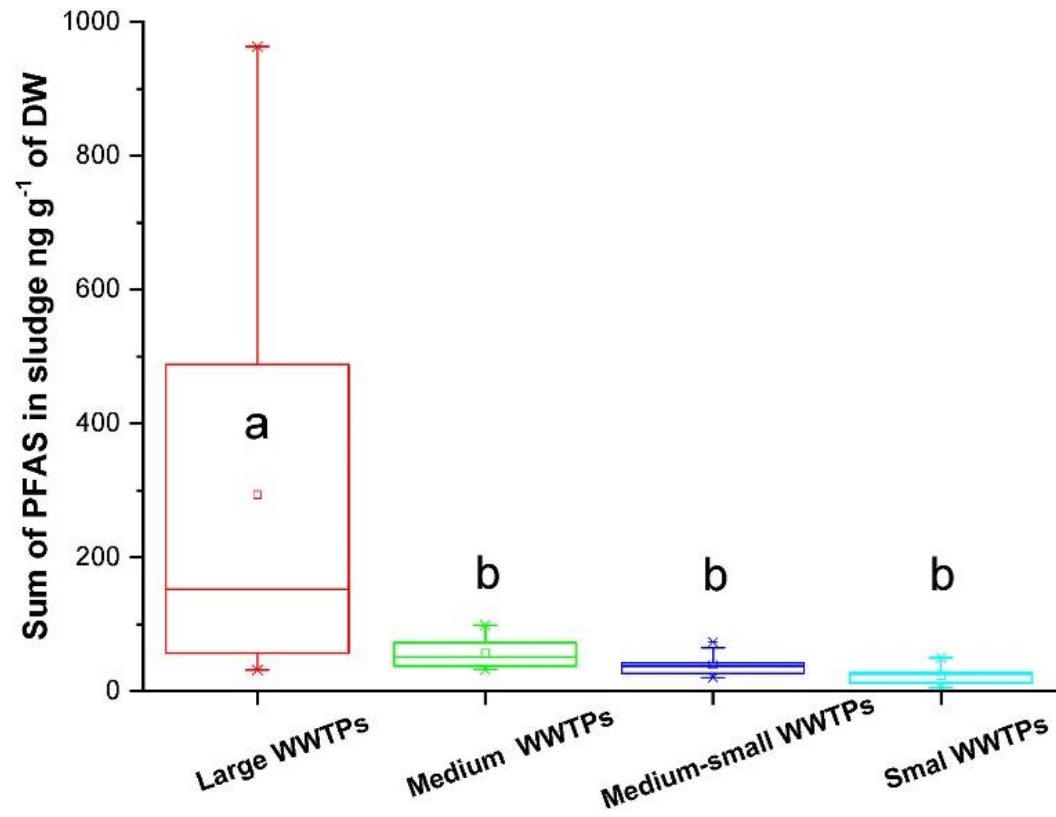 Sum of PFAS in sludge ng g-1 of DW
1000
800
600
400
200
0
a
b
b
b
Large WWTPs
Medium WWTPs
Medium-small WWTPs
Smal WWTPs